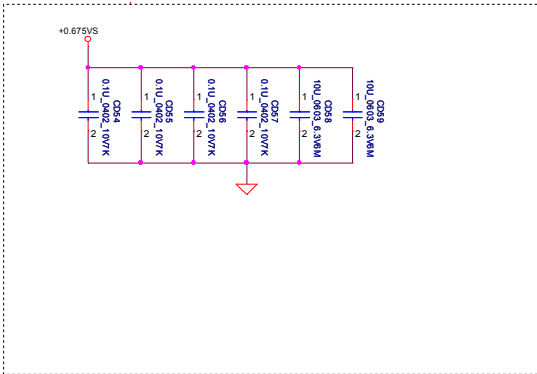 +0.675VS
1
2
CD54
0.1U_0402_10V7K
1
2
CD55
0.1U_0402_10V7K
1
2
CD56
0.1U_0402_10V7K
1
2
CD57
0.1U_0402_10V7K
1
2
CD58
10U_0603_6.3V6M
1
2
CD59
10U_0603_6.3V6M